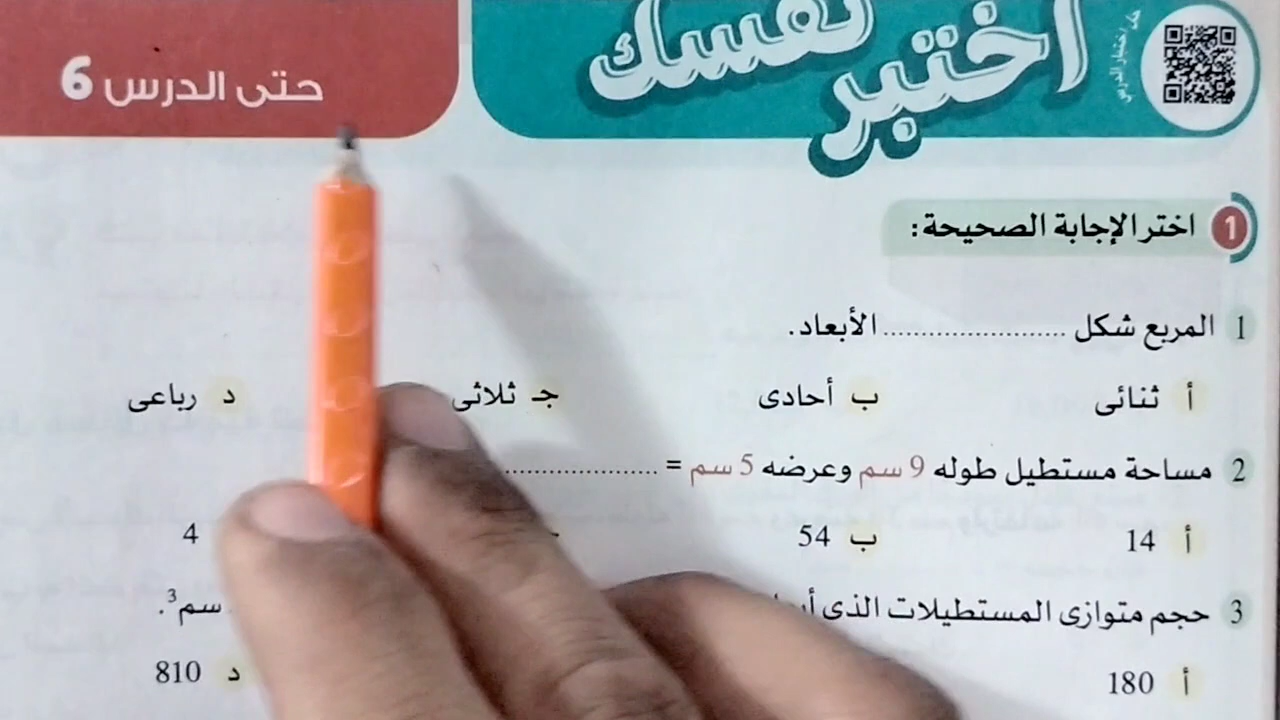 اختبر نفسك
حتى الدرس 6
1 اختر الإجابة الصحيحة:
1 المربع شكل ...................... الأبعاد.
أ ثنائى ب أحادى جـ ثلاثى د رباعى
2 مساحة مستطيل طوله 9 سم وعرضه 5 سم = ....................
أ 14 ب 54 4
3 حجم متوازى المستطيلات الذى سم³.
أ 180 د 810